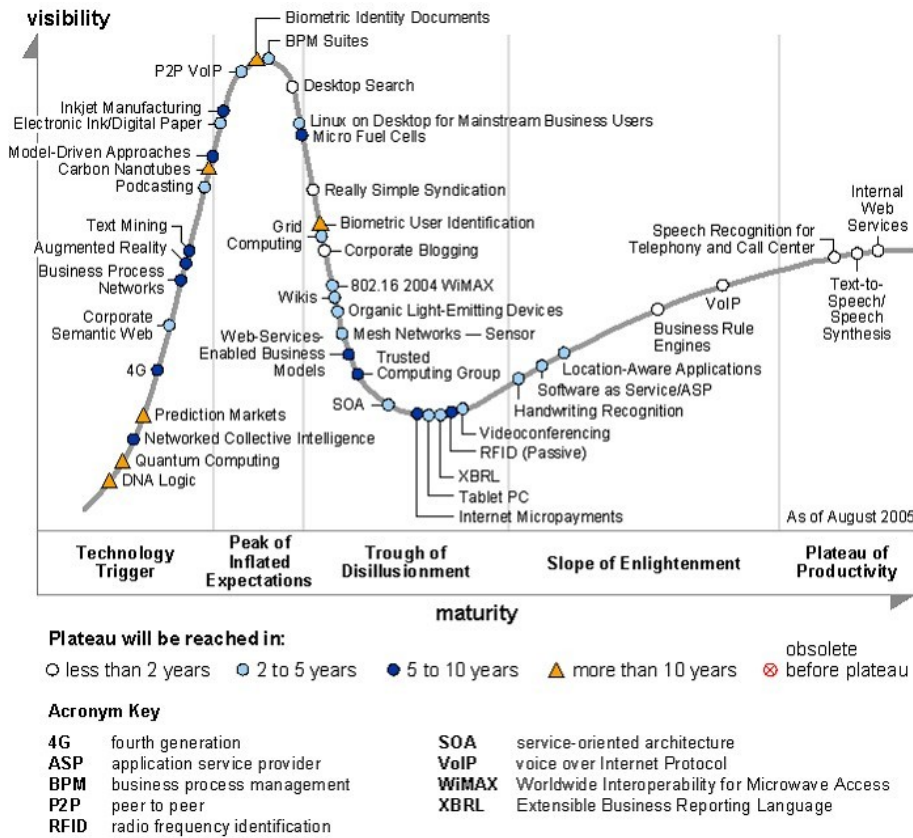 visibility
Biometric Identity Documents
BPM Suites
P2P VoIP
Desktop Search
Inkjet Manufacturing
Electronic Ink/Digital Paper
Linux on Desktop for Mainstream Business Users
Micro Fuel Cells
Model-Driven Approaches
Carbon Nanotubes
Podcasting
Really Simple Syndication
Text Mining
Augmented Reality
Business Process
Networks
Grid
Computing
Biometric User Identification
Corporate Blogging
Corporate
Semantic Web
Wikis
802.16 2004 WiMAX
Organic Light-Emitting Devices
Mesh Networks — Sensor
Web-Services-
Enabled Business
Models
Trusted
Computing Group
4G
SOA
Prediction Markets
Networked Collective Intelligence
Quantum Computing
DNA Logic
Videoconferencing
RFID (Passive)
XBRL
Tablet PC
Internet Micropayments
Location-Aware Applications
Software as Service/ASP
Handwriting Recognition
Business Rule
Engines
VoIP
Speech Recognition for
Telephony and Call Center
Internal
Web
Services
Text-to-
Speech/
Speech
Synthesis
As of August 2005
Technology
Trigger
Peak of
Inflated
Expectations
Trough of
Disillusionment
Slope of Enlightenment
Plateau of
Productivity
maturity
Plateau will be reached in:
less than 2 years
2 to 5 years
5 to 10 years
more than 10 years
obsolete
before plateau
Acronym Key
4G fourth generation
ASP application service provider
BPM business process management
P2P peer to peer
RFID radio frequency identification
SOA service-oriented architecture
VoIP voice over Internet Protocol
WiMAX Worldwide Interoperability for Microwave Access
XBRL Extensible Business Reporting Language